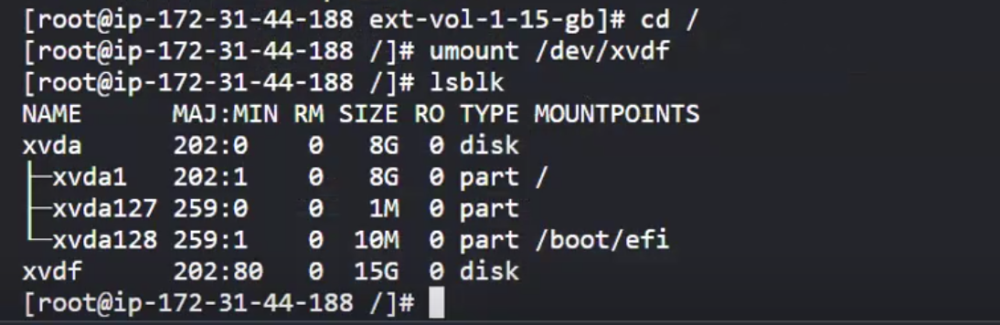 [root@ip-172-31-44-188 ext-vol-1-15-gb]# cd /
[root@ip-172-31-44-188 /]# umount /dev/xvdf
[root@ip-172-31-44-188 /]# lsblk
NAME      MAJ:MIN RM SIZE RO TYPE MOUNTPOINTS
xvda      202:0    0   8G  0 disk
├─xvda1   202:1    0   8G  0 part /
├─xvda127 259:0    0   1M  0 part
└─xvda128 259:1    0  10M  0 part /boot/efi
xvdf      202:80   0  15G  0 disk
[root@ip-172-31-44-188 /]#